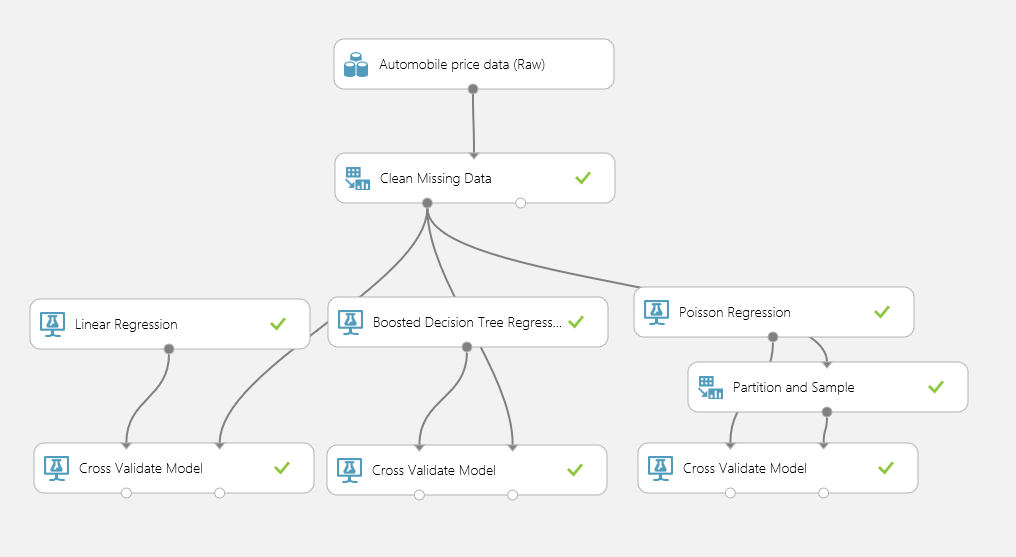 Automobile price data (Raw)
Clean Missing Data
Linear Regression
Boosted Decision Tree Regress...
Poisson Regression
Partition and Sample
Cross Validate Model
Cross Validate Model
Cross Validate Model